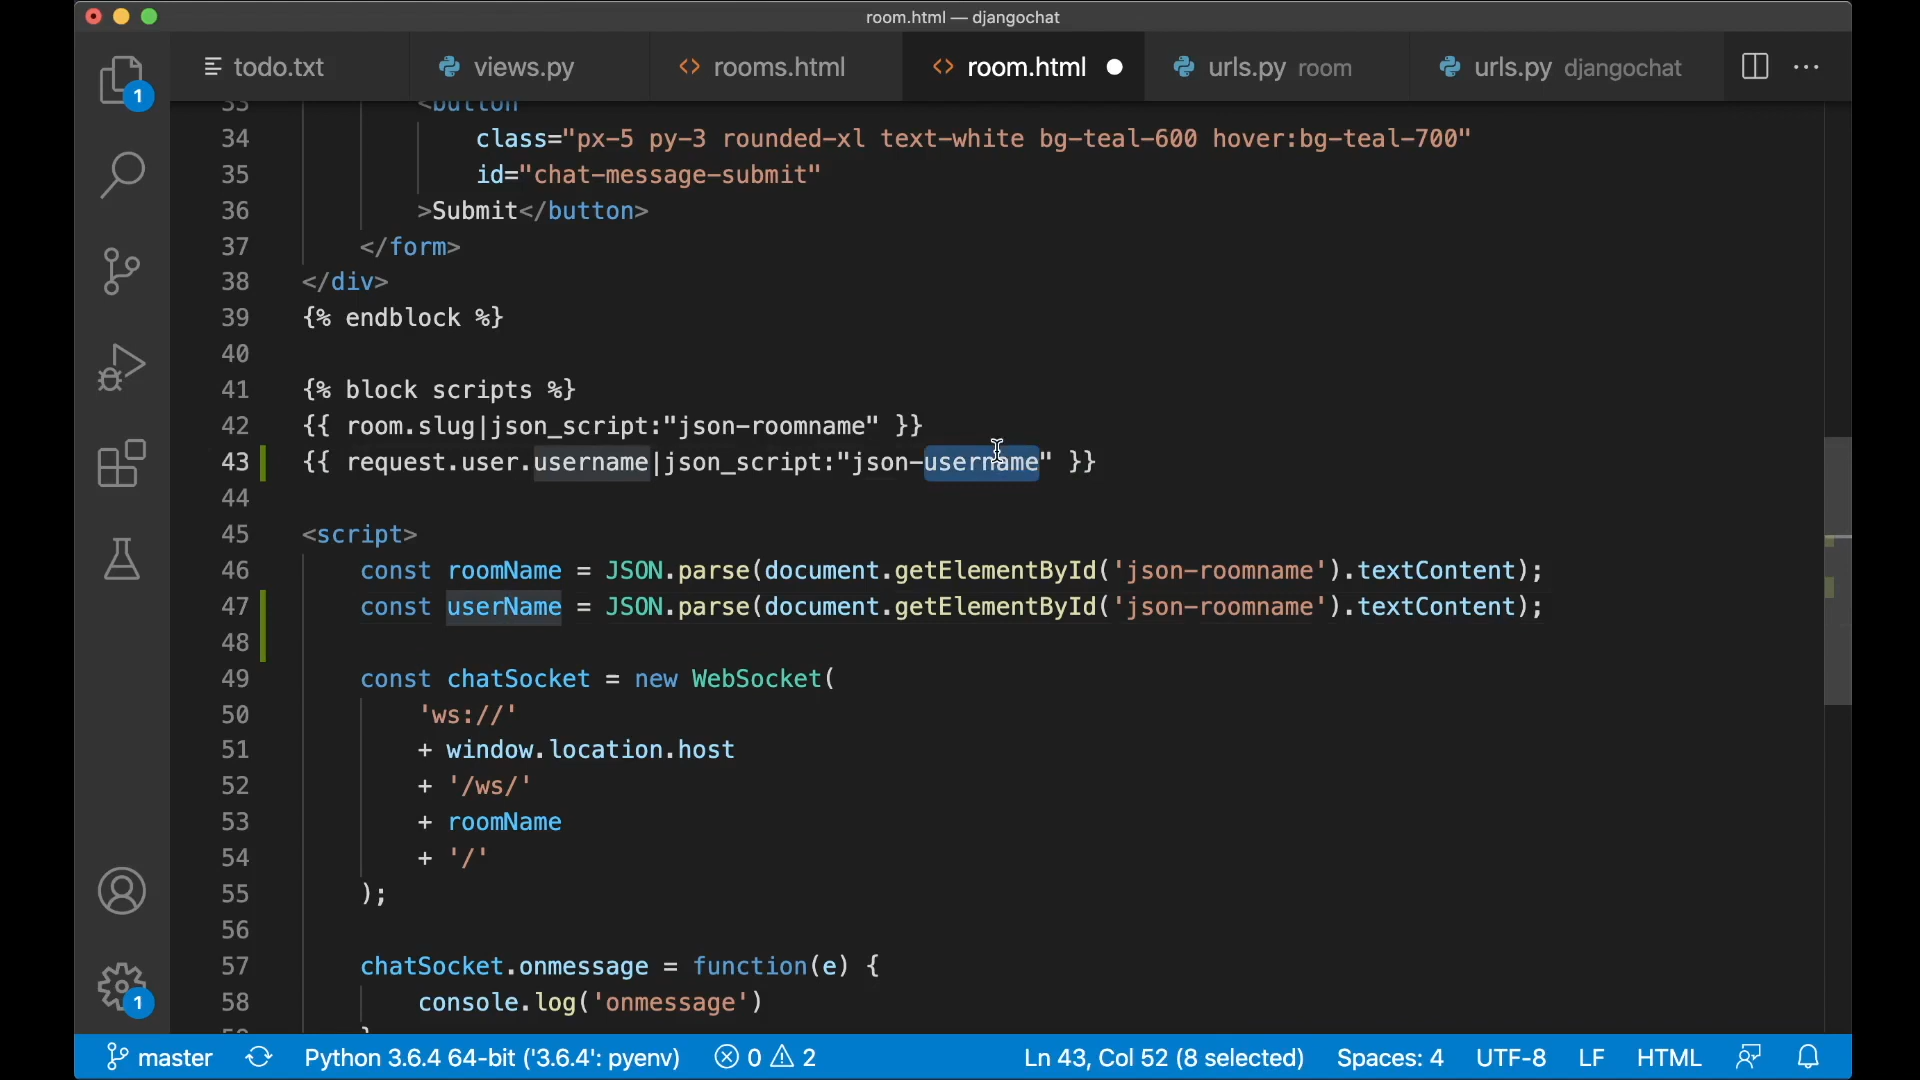 room.html — djangochat
todo.txt views.py rooms.html room.html urls.py room urls.py djangochat
1
33 <button
34 class="px-5 py-3 rounded-xl text-white bg-teal-600 hover:bg-teal-700"
35 id="chat-message-submit"
36 >Submit</button>
37 </form>
38 </div>
39 {% endblock %}
40
41 {% block scripts %}
42 {{ room.slug|json_script:"json-roomname" }}
43 {{ request.user.username|json_script:"json-username" }}
44
45 <script>
46 const roomName = JSON.parse(document.getElementById('json-roomname').textContent);
47 const userName = JSON.parse(document.getElementById('json-roomname').textContent);
48
49 const chatSocket = new WebSocket(
50 'ws://'
51 + window.location.host
52 + '/ws/'
53 + roomName
54 + '/'
55 );
56
57 chatSocket.onmessage = function(e) {
58 console.log('onmessage')
1
master Python 3.6.4 64-bit ('3.6.4': pyenv) 0 2 Ln 43, Col 52 (8 selected) Spaces: 4 UTF-8 LF HTML